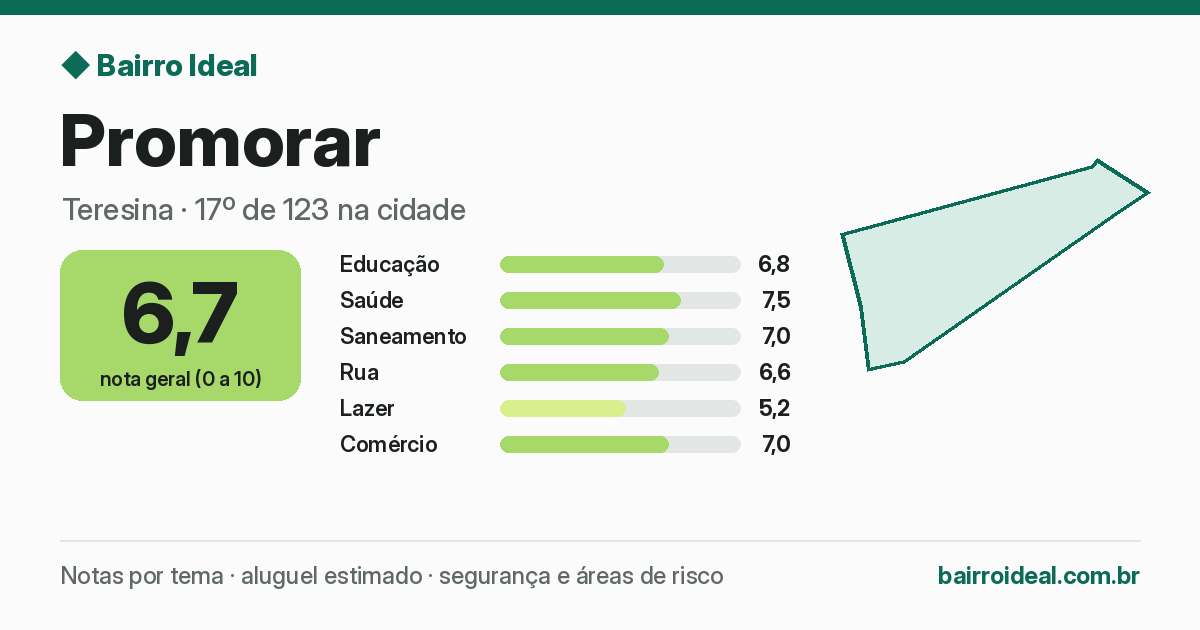 Bairro Ideal
Promorar
Teresina · 17º de 123 na cidade
6,7
nota geral (0 a 10)
Educação 6,8
Saúde 7,5
Saneamento 7,0
Rua 6,6
Lazer 5,2
Comércio 7,0
Notas por tema · aluguel estimado · segurança e áreas de risco
bairroideal.com.br